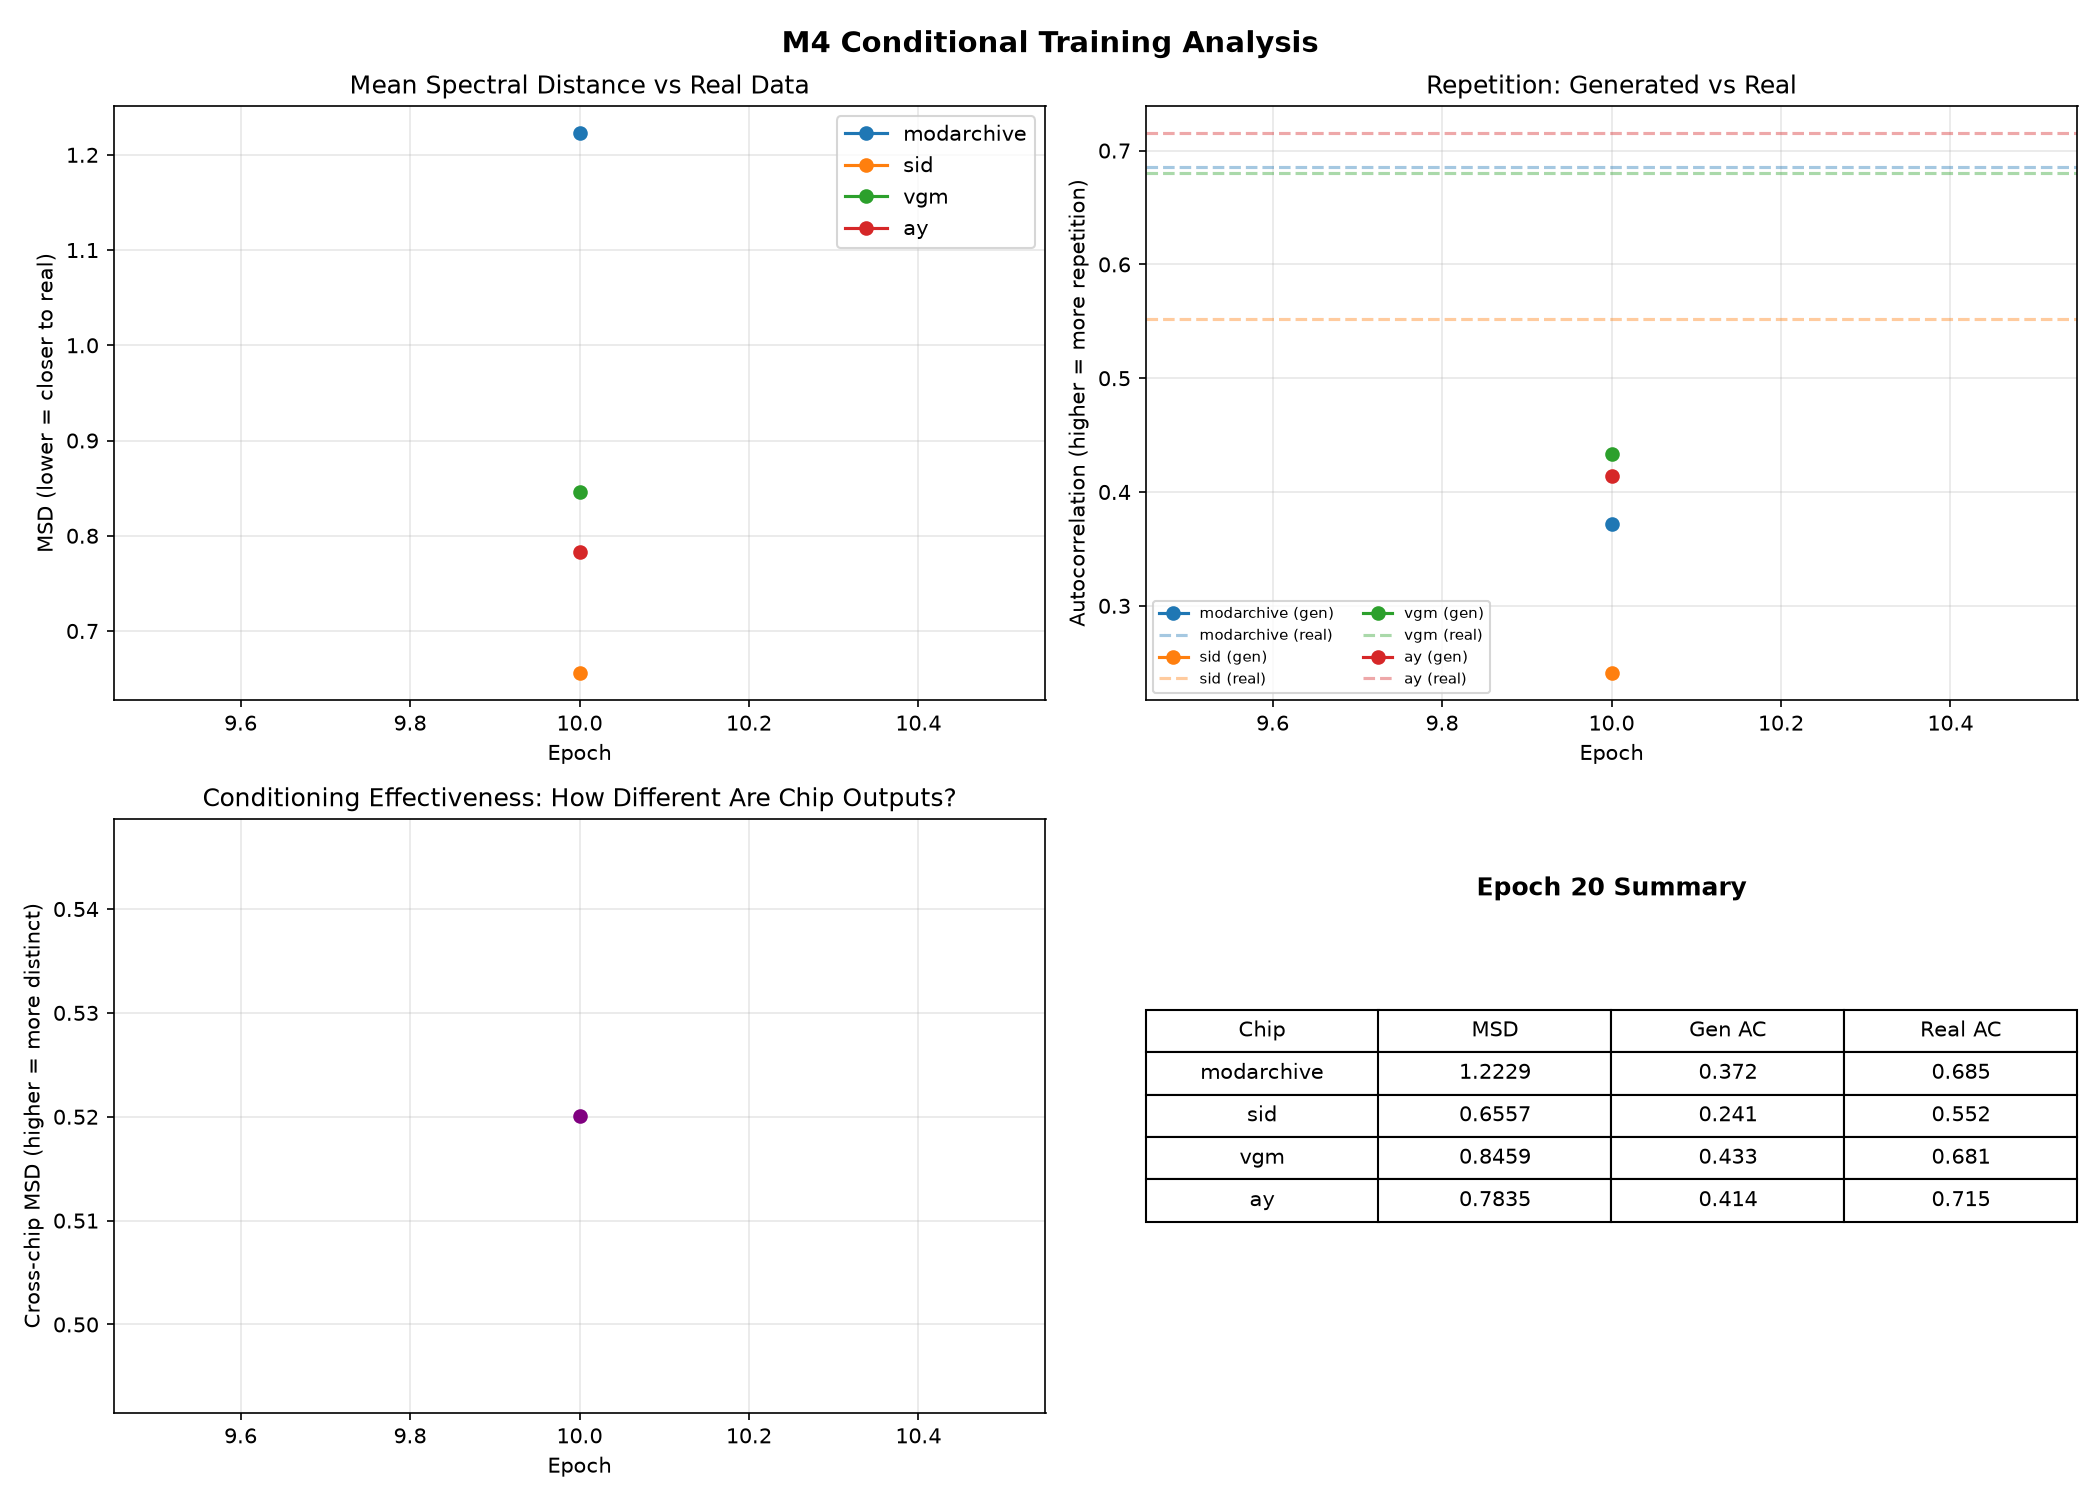 M4 Conditional Training Analysis
Mean Spectral Distance vs Real Data
MSD (lower = closer to real)
1.2
1.1
1.0
0.9
0.8
0.7
modarchive
sid
vgm
ay
9.6 9.8 10.0 10.2 10.4
Epoch
Repetition: Generated vs Real
Autocorrelation (higher = more repetition)
0.7
0.6
0.5
0.4
0.3
modarchive (gen) vgm (gen)
modarchive (real) vgm (real)
sid (gen) ay (gen)
sid (real) ay (real)
9.6 9.8 10.0 10.2 10.4
Epoch
Conditioning Effectiveness: How Different Are Chip Outputs?
Cross-chip MSD (higher = more distinct)
0.54
0.53
0.52
0.51
0.50
9.6 9.8 10.0 10.2 10.4
Epoch
Epoch 20 Summary
Chip MSD Gen AC Real AC
modarchive 1.2229 0.372 0.685
sid 0.6557 0.241 0.552
vgm 0.8459 0.433 0.681
ay 0.7835 0.414 0.715